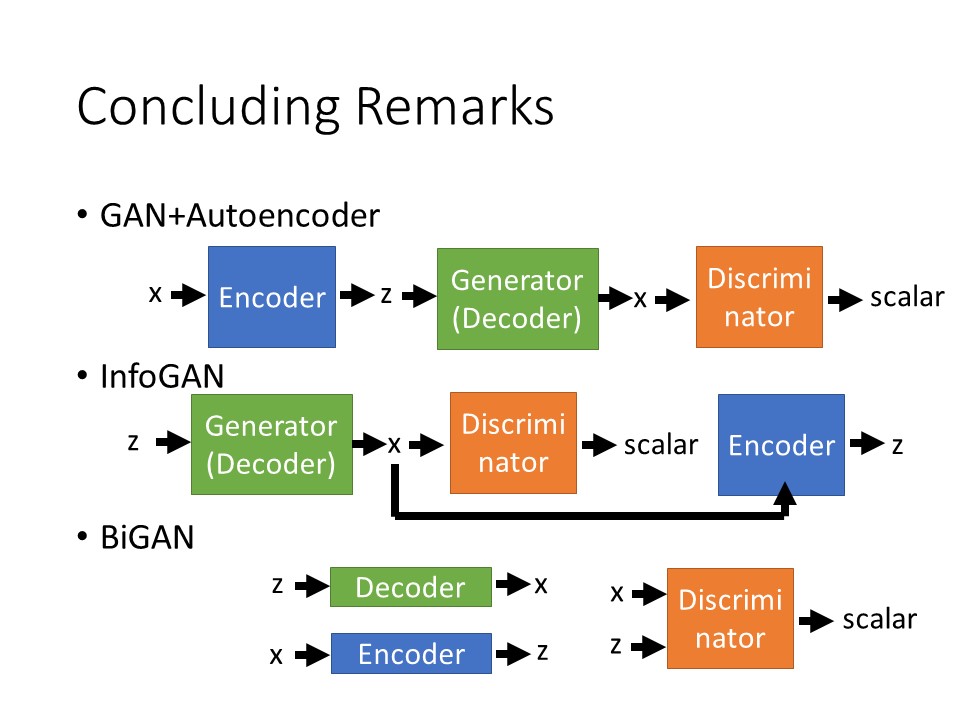 Concluding Remarks
• GAN+Autoencoder
x Encoder z Generator (Decoder) x Discrimi nator scalar
• InfoGAN
z Generator (Decoder) x Discrimi nator scalar Encoder z
• BiGAN
z Decoder x
x Encoder z
x z Discrimi nator scalar